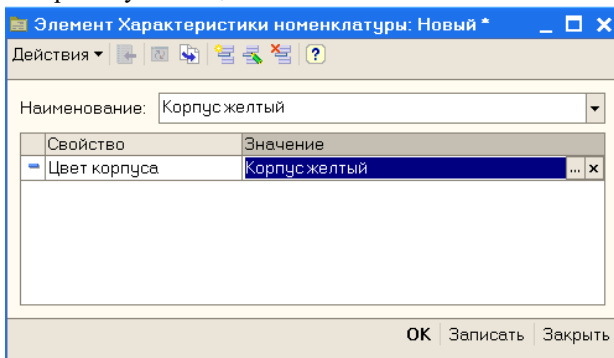 Элемент Характеристики номенклатуры: Новый *
Действия
Наименование: Корпус желтый
Свойство Значение
Цвет корпуса Корпус желтый ... x
OK Записать Закрыть